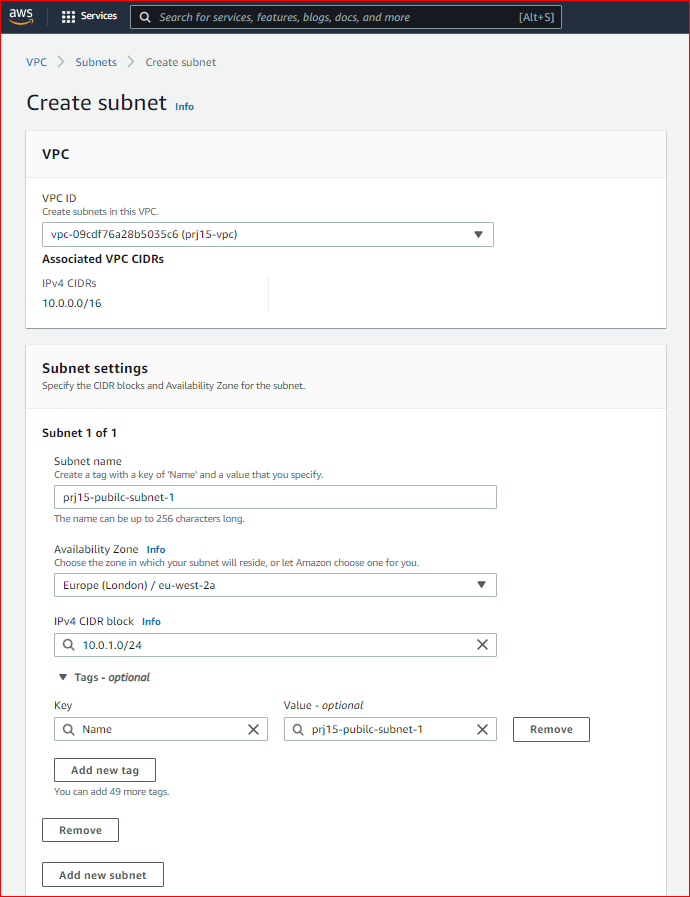 aws
Services
Search for services, features, blogs, docs, and more [Alt+S]
VPC > Subnets > Create subnet
Create subnet Info
VPC
VPC ID
Create subnets in this VPC.
vpc-09cdf76a28b5035c6 (prj15-vpc)
Associated VPC CIDRs
IPv4 CIDRs
10.0.0.0/16
Subnet settings
Specify the CIDR blocks and Availability Zone for the subnet.
Subnet 1 of 1
Subnet name
Create a tag with a key of 'Name' and a value that you specify.
prj15-pubilc-subnet-1
The name can be up to 256 characters long.
Availability Zone Info
Choose the zone in which your subnet will reside, or let Amazon choose one for you.
Europe (London) / eu-west-2a
IPv4 CIDR block Info
10.0.1.0/24
Tags - optional
Key Value - optional
Name prj15-pubilc-subnet-1 Remove
Add new tag
You can add 49 more tags.
Remove
Add new subnet